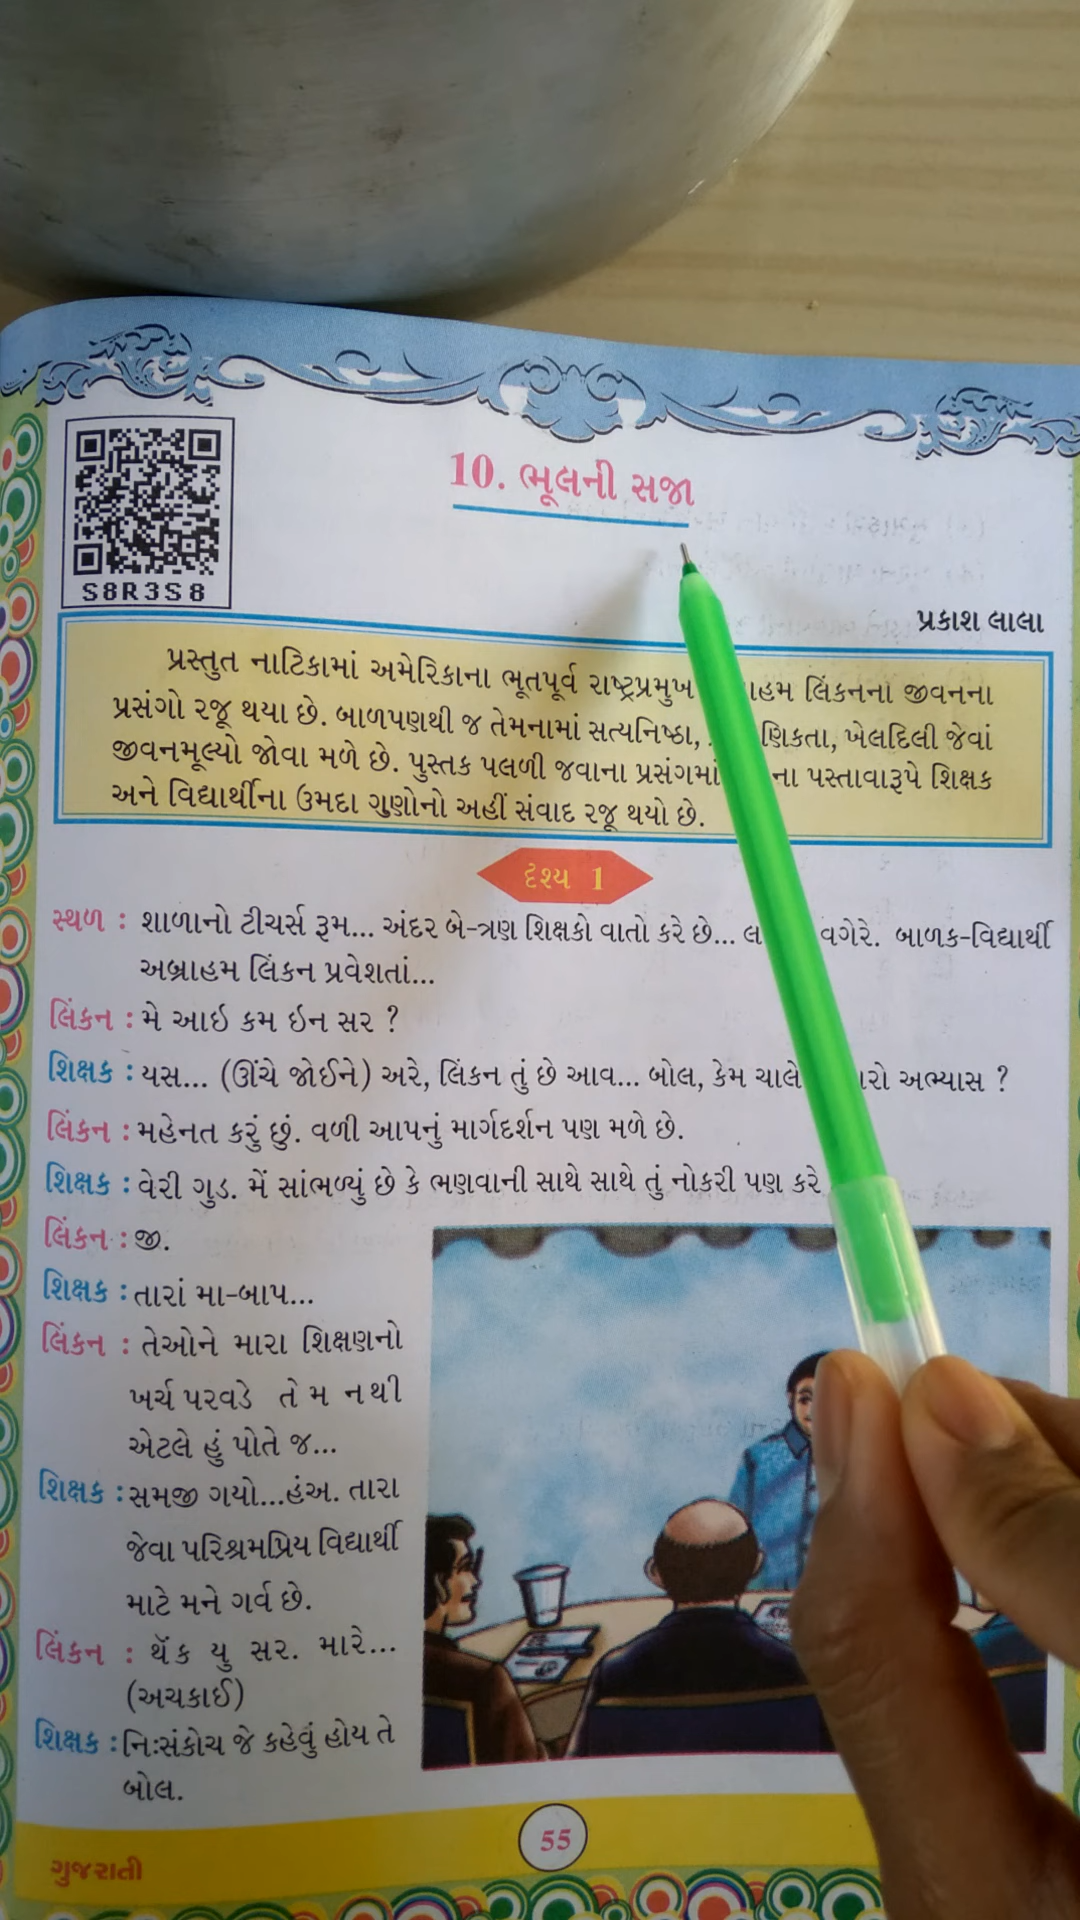 S8R3S8
10. ભૂલની સજા
પ્રકાશ લાલા
પ્રસ્તુત નાટિકામાં અમેરિકાના ભૂતપૂર્વ રાષ્ટ્રપ્રમુખ લિંકનના જીવનના
પ્રસંગો રજૂ થયા છે. બાળપણથી જ તેમનામાં સત્યનિષ્ઠા, ખેલદિલી જેવાં
જીવનમૂલ્યો જોવા મળે છે. પુસ્તક પલળી જવાના પ્રસંગમાં પસ્તાવારૂપે શિક્ષક
અને વિદ્યાર્થીના ઉમદા ગુણોનો અહીં સંવાદ રજૂ થયો છે.
દૃશ્ય 1
સ્થળ : શાળાનો ટીચર્સ રૂમ... અંદર બે-ત્રણ શિક્ષકો વાતો કરે છે... વગેરે. બાળક-વિદ્યાર્થી
અબ્રાહમ લિંકન પ્રવેશતાં...
લિંકન : મે આઇ કમ ઇન સર ?
શિક્ષક : યસ... (ઊંચે જોઈને) અરે, લિંકન તું છે આવ... બોલ, કેમ ચાલે અભ્યાસ ?
લિંકન : મહેનત કરું છું. વળી આપનું માર્ગદર્શન પણ મળે છે.
શિક્ષક : વેરી ગુડ. મેં સાંભળ્યું છે કે ભણવાની સાથે સાથે તું નોકરી પણ કરે
લિંકન : જી.
શિક્ષક : તારાં મા-બાપ...
લિંકન : તેઓને મારા શિક્ષણનો
ખર્ચ પરવડે તે મ નથી
એટલે હું પોતે જ...
શિક્ષક : સમજી ગયો...હંઅ. તારા
જેવા પરિશ્રમપ્રિય વિદ્યાર્થી
માટે મને ગર્વ છે.
લિંકન : થૅંક યુ સર. મારે...
(અચકાઈ)
શિક્ષક : નિઃસંકોચ જે કહેવું હોય તે
બોલ.
55
ગુજરાતી